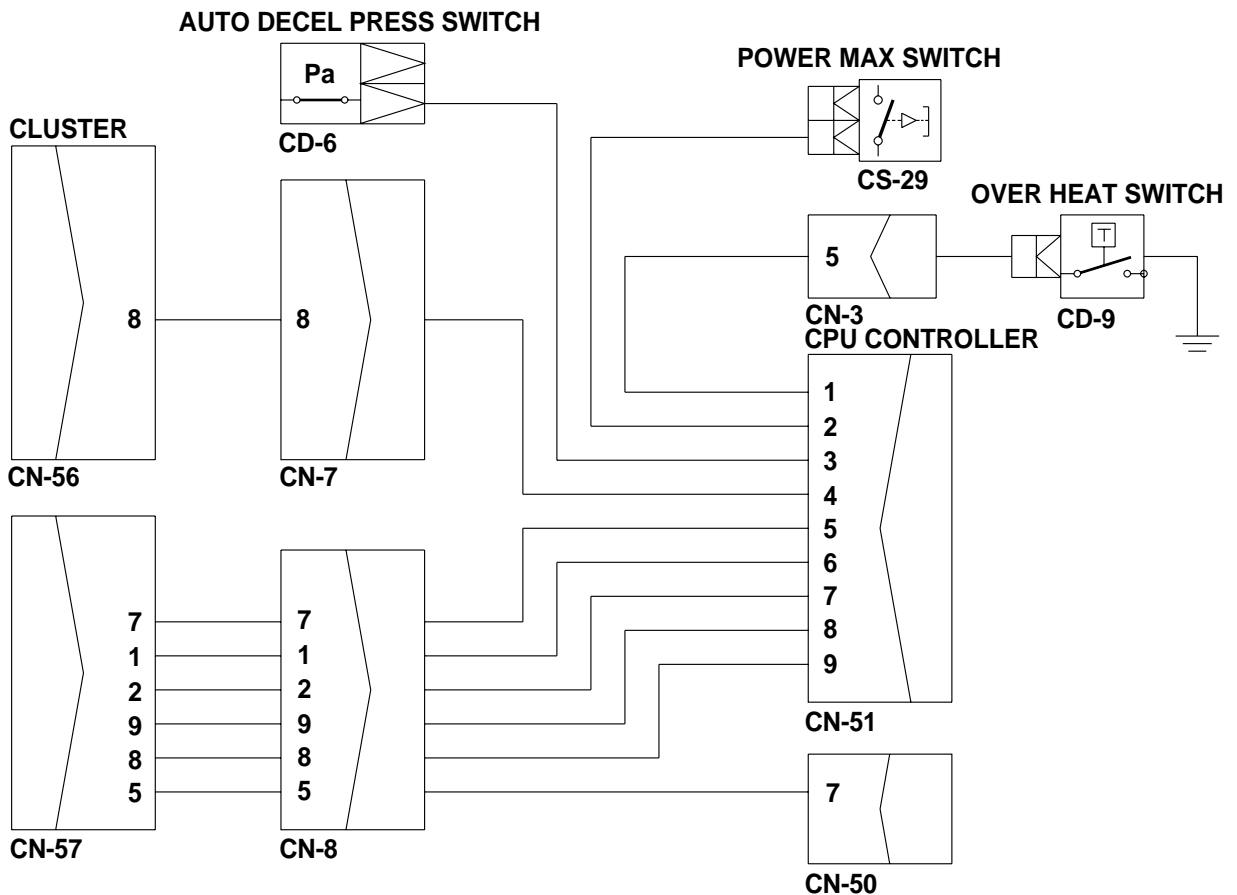 AUTO DECEL PRESS SWITCH
Pa
CD-6
POWER MAX SWITCH
CS-29
OVER HEAT SWITCH
T
CD-9
5
CN-3
CLUSTER
8
CN-56
8
CN-7
CPU CONTROLLER
1
2
3
4
5
6
7
8
9
CN-51
7
1
2
9
8
5
CN-57
7
1
2
9
8
5
CN-8
7
CN-50